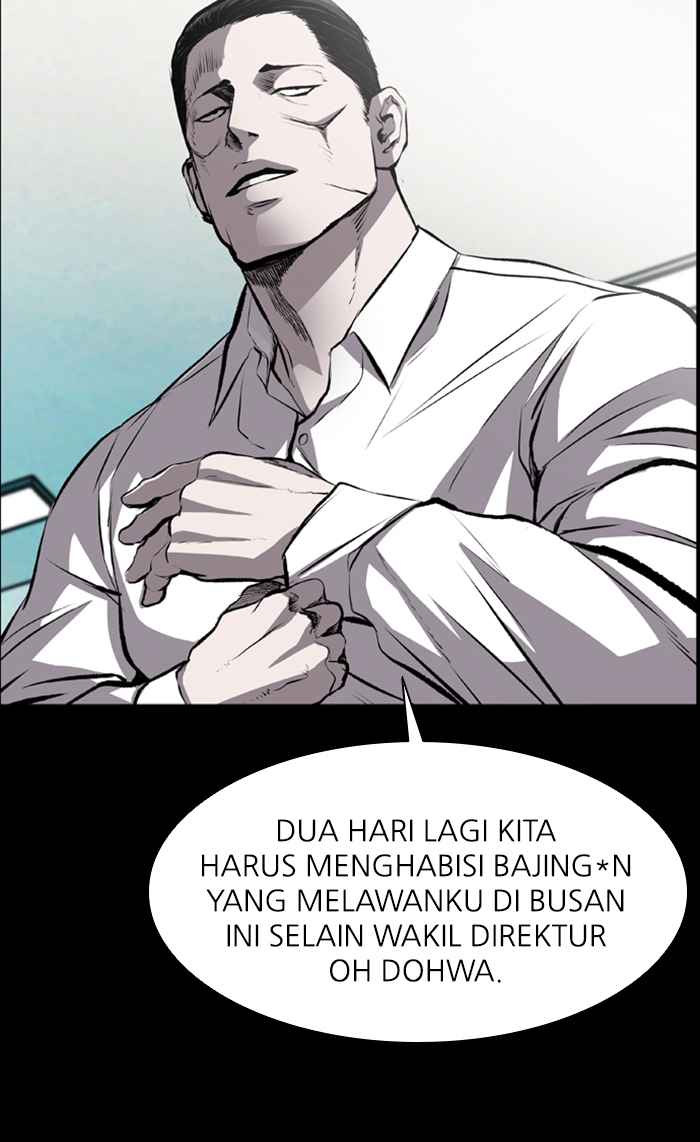 DUA HARI LAGI KITA
HARUS MENGHABISI BAJING*N
YANG MELAWANKU DI BUSAN
INI SELAIN WAKIL DIREKTUR
OH DOHWA.